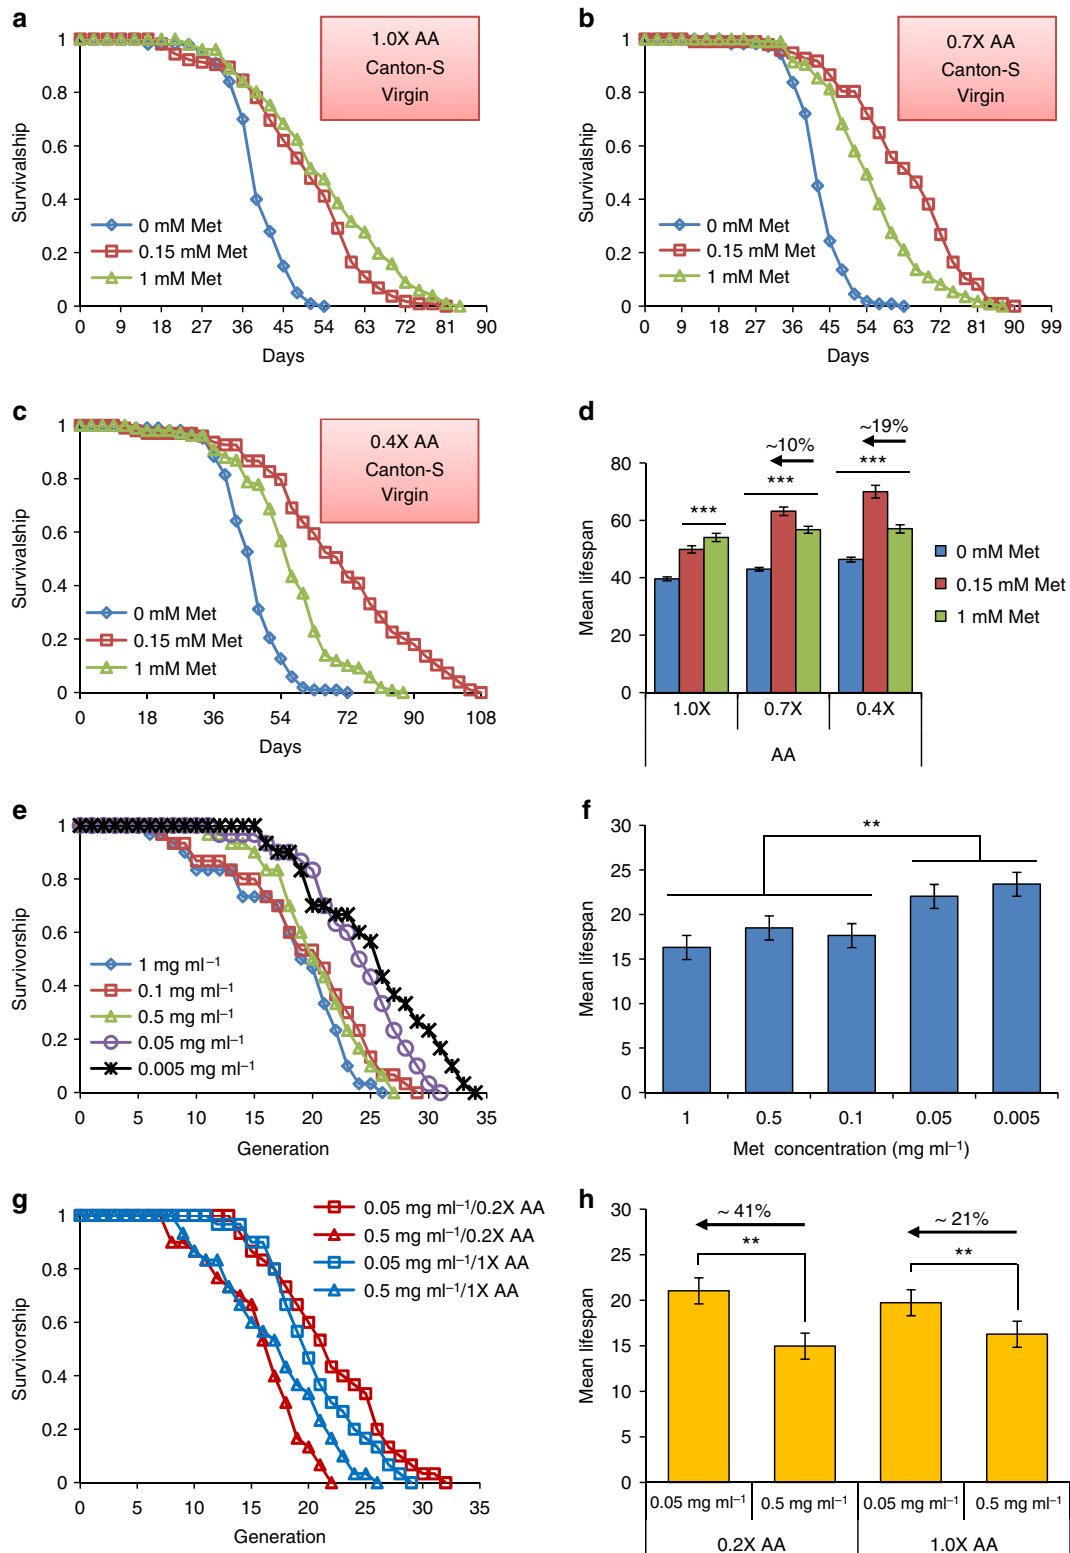 a
1.0X AA
Canton-S
Virgin
1
0.8
0.6
0.4
0.2
0
Survivalship
0 mM Met
0.15 mM Met
1 mM Met
0 9 18 27 36 45 54 63 72 81 90
Days
b
0.7X AA
Canton-S
Virgin
1
0.8
0.6
0.4
0.2
0
Survivalship
0 mM Met
0.15 mM Met
1 mM Met
0 9 18 27 36 45 54 63 72 81 90 99
Days
c
0.4X AA
Canton-S
Virgin
1
0.8
0.6
0.4
0.2
0
Survivalship
0 mM Met
0.15 mM Met
1 mM Met
0 18 36 54 72 90 108
Days
d
~10%
~19%
***
***
***
80
60
40
20
0
Mean lifespan
0 mM Met
0.15 mM Met
1 mM Met
1.0X 0.7X 0.4X
AA
e
1
0.8
0.6
0.4
0.2
0
Survivorship
1 mg ml⁻¹
0.1 mg ml⁻¹
0.5 mg ml⁻¹
0.05 mg ml⁻¹
0.005 mg ml⁻¹
0 5 10 15 20 25 30 35
Generation
f
**
30
25
20
15
10
5
0
Mean lifespan
1 0.5 0.1 0.05 0.005
Met concentration (mg ml⁻¹)
g
0.05 mg ml⁻¹/0.2X AA
0.5 mg ml⁻¹/0.2X AA
0.05 mg ml⁻¹/1X AA
0.5 mg ml⁻¹/1X AA
1
0.8
0.6
0.4
0.2
0
Survivorship
0 5 10 15 20 25 30 35
Generation
h
~ 41%
**
~ 21%
**
30
25
20
15
10
5
0
Mean lifespan
0.05 mg ml⁻¹ 0.5 mg ml⁻¹ 0.05 mg ml⁻¹ 0.5 mg ml⁻¹
0.2X AA 1.0X AA